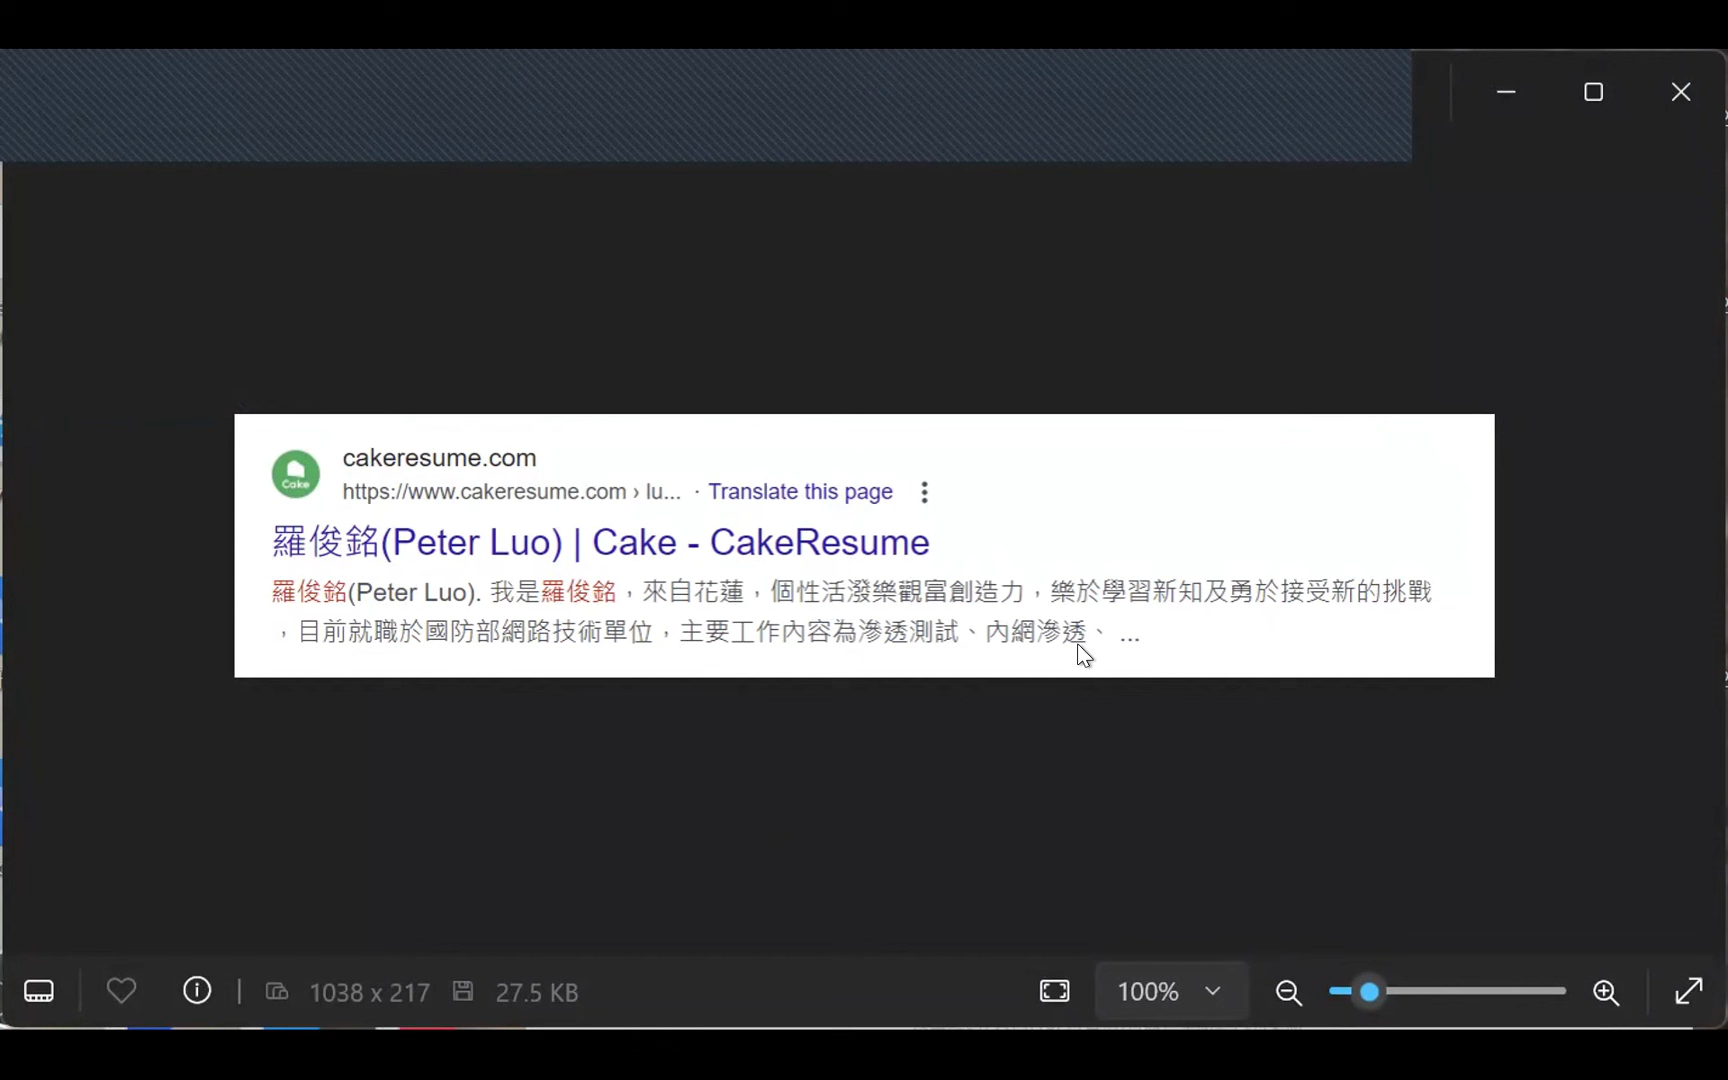 cakeresume.com
Cake
https://www.cakeresume.com › lu... · Translate this page
羅俊銘(Peter Luo) | Cake - CakeResume
羅俊銘(Peter Luo). 我是羅俊銘，來自花蓮，個性活潑樂觀富創造力，樂於學習新知及勇於接受新的挑戰
，目前就職於國防部網路技術單位，主要工作內容為滲透測試、內網滲透、 ...
1038 x 217 27.5 KB 100%